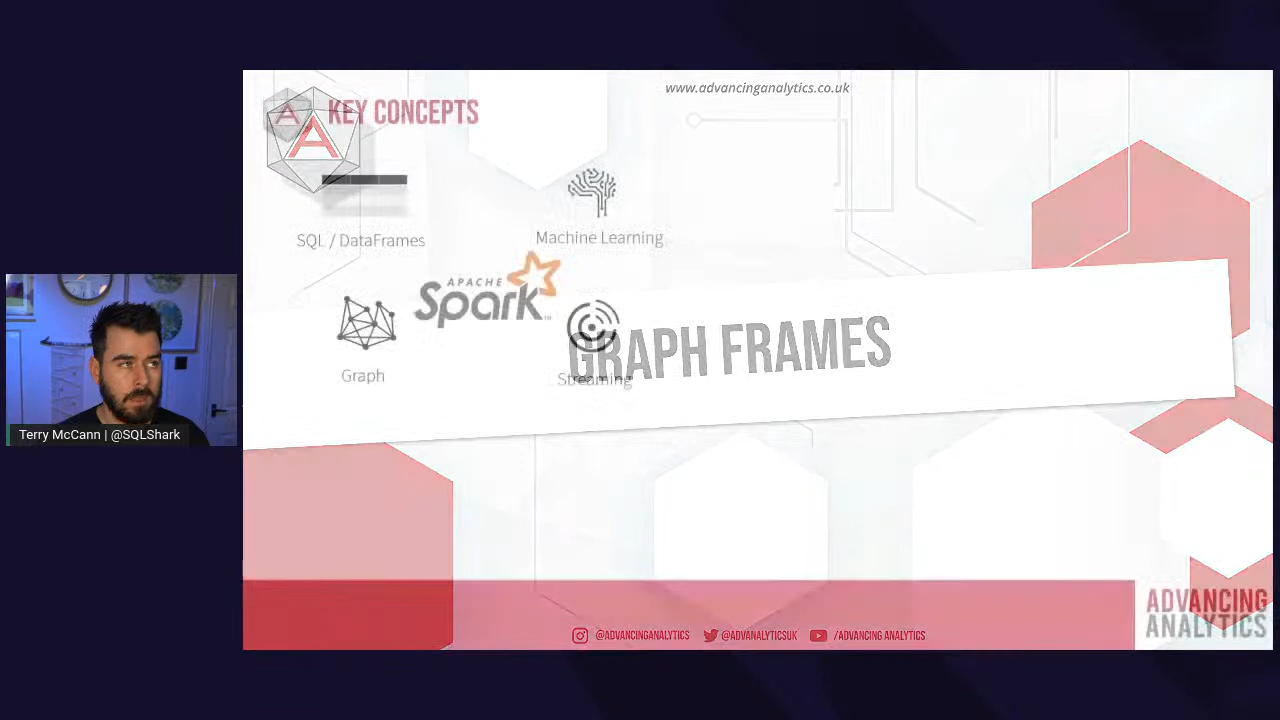 www.advancinganalytics.co.uk
KEY CONCEPTS
SQL / DataFrames
Machine Learning
APACHE
Spark
GRAPH FRAMES
Graph
Streaming
Terry McCann | @SQLShark
ADVANCING
ANALYTICS
@ADVANCINGANALYTICS @ADVANALYTICSUK /ADVANCING ANALYTICS